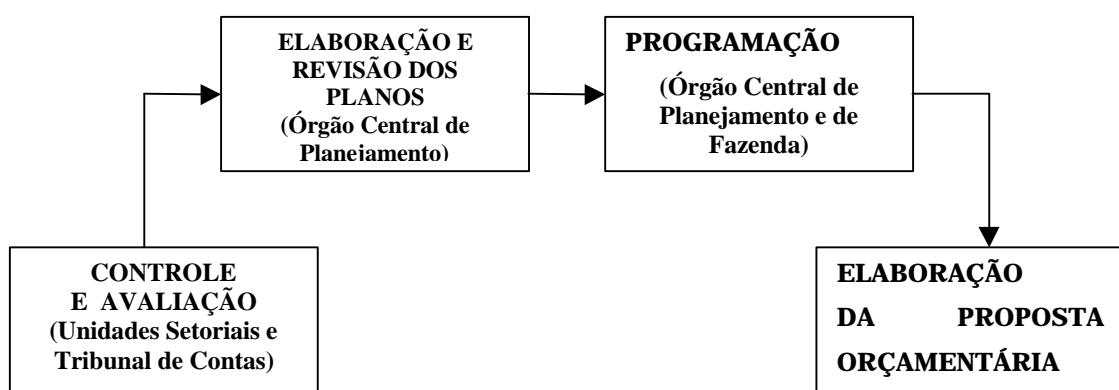 ELABORAÇÃO E
REVISÃO DOS
PLANOS
(Órgão Central de
Planejamento)
PROGRAMAÇÃO
(Órgão Central de
Planejamento e de
Fazenda)
CONTROLE
E AVALIAÇÃO
(Unidades Setoriais e
Tribunal de Contas)
ELABORAÇÃO
DA PROPOSTA
ORÇAMENTÁRIA